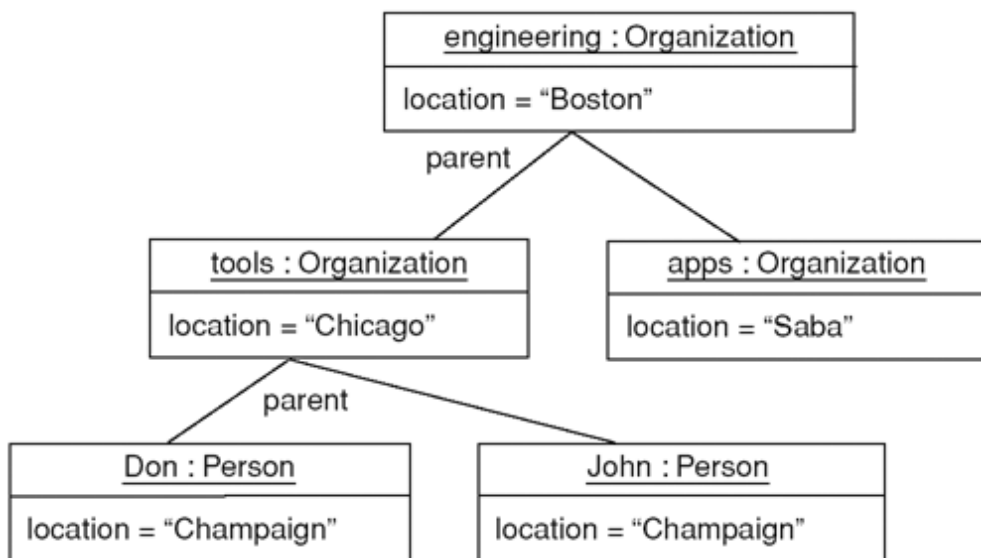 engineering : Organization
location = “Boston”
parent
tools : Organization
apps : Organization
location = “Chicago”
location = “Saba”
parent
Don : Person
John : Person
location = “Champaign”
location = “Champaign”